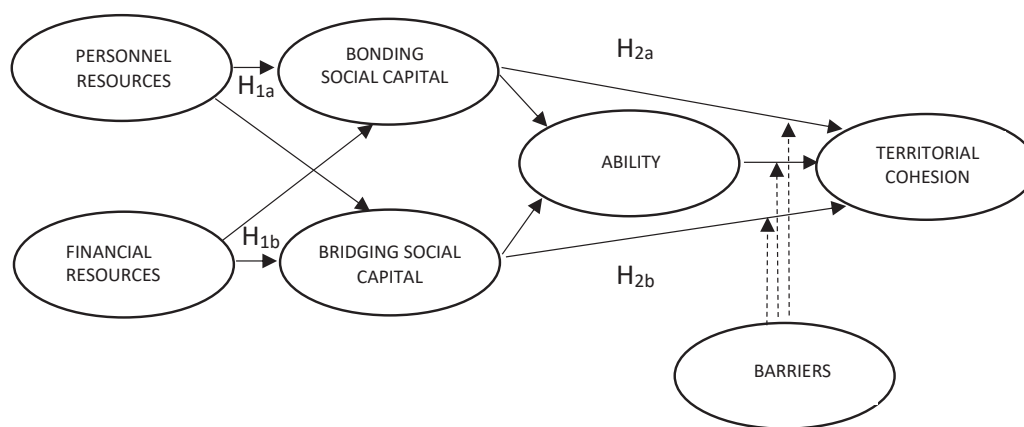 PERSONNEL
RESOURCES
H1a
BONDING
SOCIAL CAPITAL
H2a
ABILITY
TERRITORIAL
COHESION
FINANCIAL
RESOURCES
H1b
BRIDGING SOCIAL
CAPITAL
H2b
BARRIERS